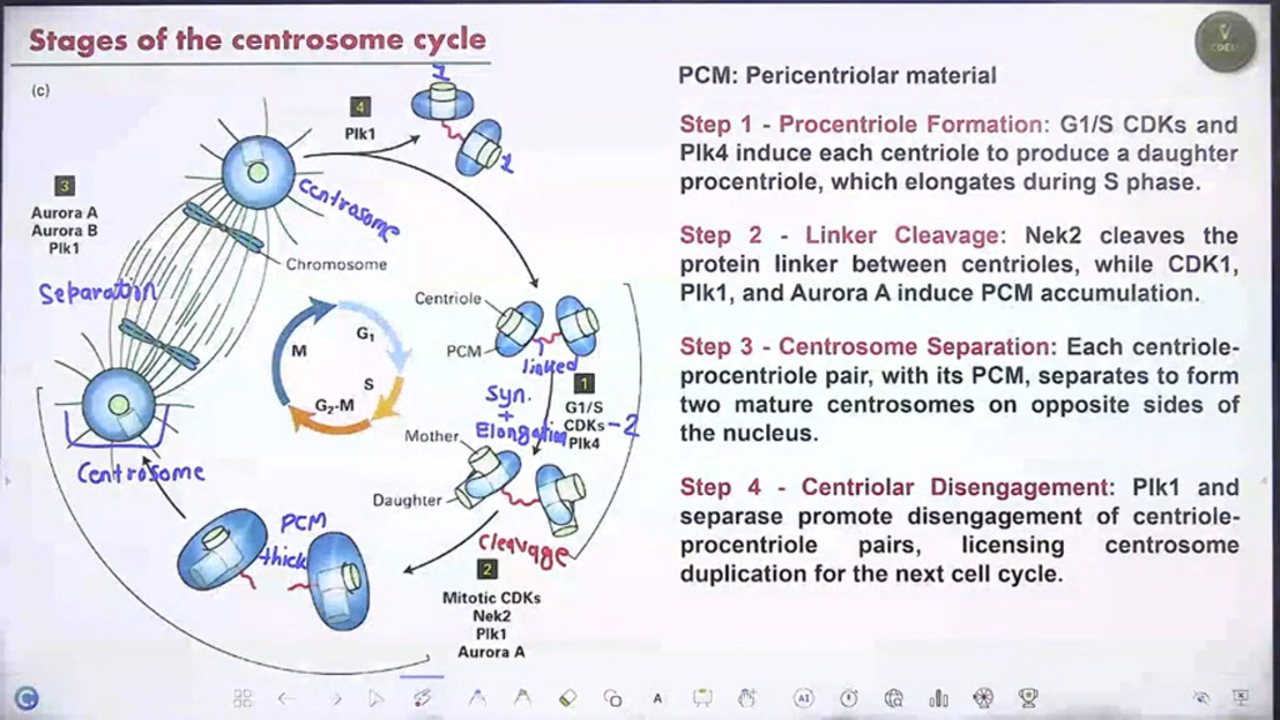 Stages of the centrosome cycle
V
CDEL
(c)
4
Plk1
1
1
3
Aurora A
Aurora B
Plk1
Centrosome
Chromosome
Separation
Centriole
PCM
linked
G1
M
S
G2-M
1
G1/S
CDKs -2
Plk4
Syn.
+
Elongation
Mother
Daughter
Centrosome
PCM
thick
Cleavage
2
Mitotic CDKs
Nek2
Plk1
Aurora A
PCM: Pericentriolar material
Step 1 - Procentriole Formation: G1/S CDKs and
Plk4 induce each centriole to produce a daughter
procentriole, which elongates during S phase.
Step 2 - Linker Cleavage: Nek2 cleaves the
protein linker between centrioles, while CDK1,
Plk1, and Aurora A induce PCM accumulation.
Step 3 - Centrosome Separation: Each centriole-
procentriole pair, with its PCM, separates to form
two mature centrosomes on opposite sides of
the nucleus.
Step 4 - Centriolar Disengagement: Plk1 and
separase promote disengagement of centriole-
procentriole pairs, licensing centrosome
duplication for the next cell cycle.
A
AI